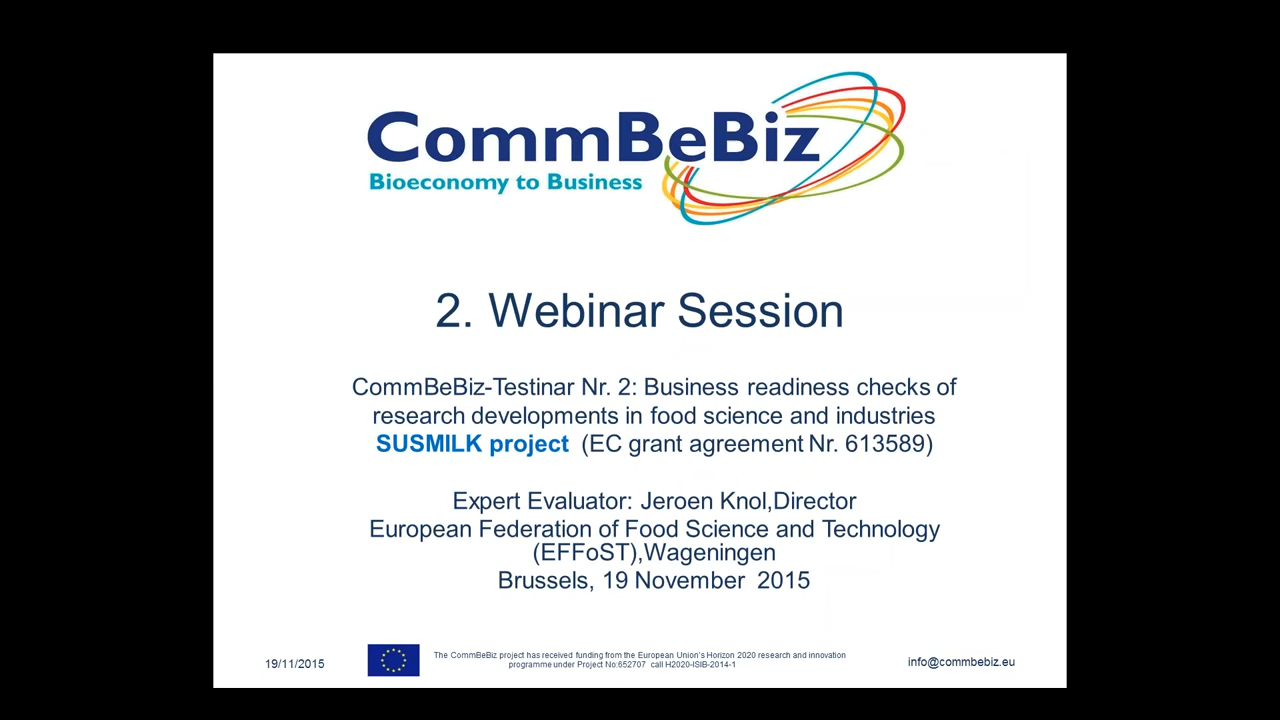 CommBeBiz
Bioeconomy to Business
2. Webinar Session
CommBeBiz-Testinar Nr. 2: Business readiness checks of
research developments in food science and industries
SUSMILK project (EC grant agreement Nr. 613589)
Expert Evaluator: Jeroen Knol,Director
European Federation of Food Science and Technology
(EFFoST),Wageningen
Brussels, 19 November 2015
19/11/2015
The CommBeBiz project has received funding from the European Union's Horizon 2020 research and innovation
programme under Project No:652707 call H2020-ISIB-2014-1
info@commbebiz.eu